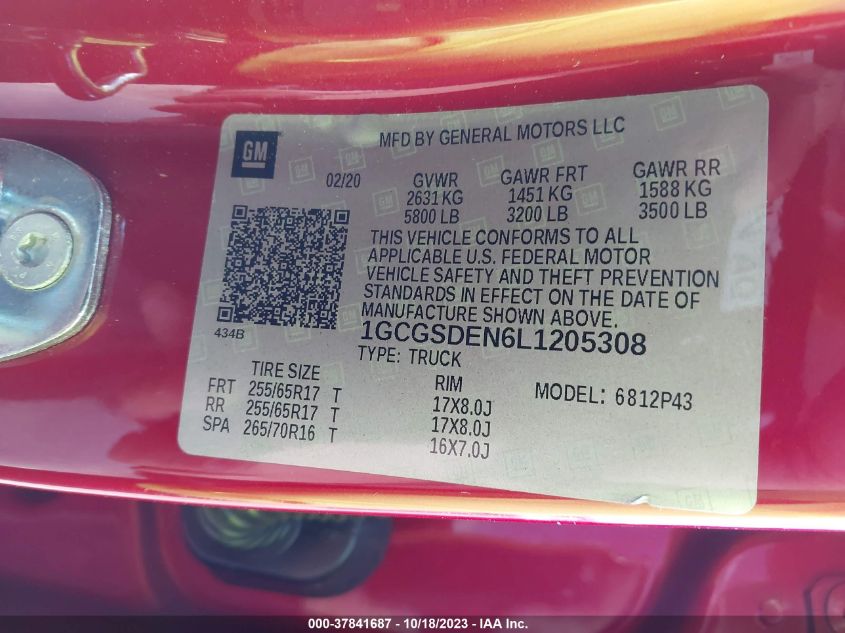 GM
MFD BY GENERAL MOTORS LLC
02/20
GVWR GAWR FRT GAWR RR
2631 KG 1451 KG 1588 KG
5800 LB 3200 LB 3500 LB
THIS VEHICLE CONFORMS TO ALL
APPLICABLE U.S. FEDERAL MOTOR
VEHICLE SAFETY AND THEFT PREVENTION
STANDARDS IN EFFECT ON THE DATE OF
MANUFACTURE SHOWN ABOVE.
434B
1GCGSDEN6L1205308
TYPE: TRUCK
TIRE SIZE RIM MODEL: 6812P43
FRT 255/65R17 T 17X8.0J
RR 255/65R17 T 17X8.0J
SPA 265/70R16 T 16X7.0J
000-37841687 - 10/18/2023 - IAAI Inc.